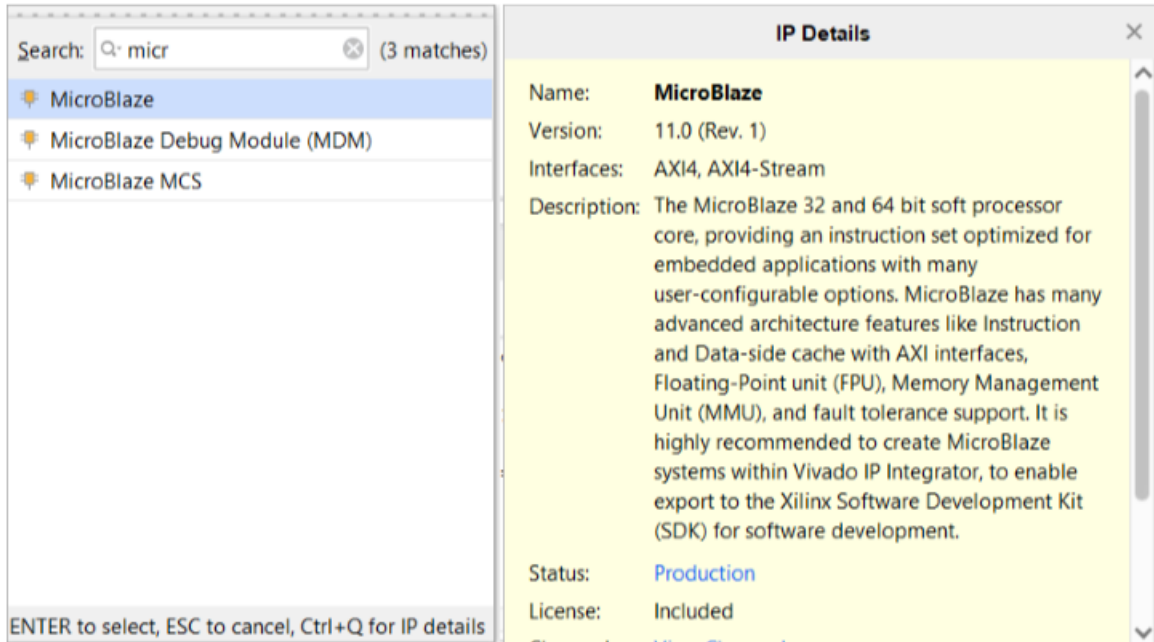 Search: micr (3 matches)
MicroBlaze
MicroBlaze Debug Module (MDM)
MicroBlaze MCS
ENTER to select, ESC to cancel, Ctrl+Q for IP details
IP Details
Name: MicroBlaze
Version: 11.0 (Rev. 1)
Interfaces: AXI4, AXI4-Stream
Description: The MicroBlaze 32 and 64 bit soft processor
core, providing an instruction set optimized for
embedded applications with many
user-configurable options. MicroBlaze has many
advanced architecture features like Instruction
and Data-side cache with AXI interfaces,
Floating-Point unit (FPU), Memory Management
Unit (MMU), and fault tolerance support. It is
highly recommended to create MicroBlaze
systems within Vivado IP Integrator, to enable
export to the Xilinx Software Development Kit
(SDK) for software development.
Status: Production
License: Included